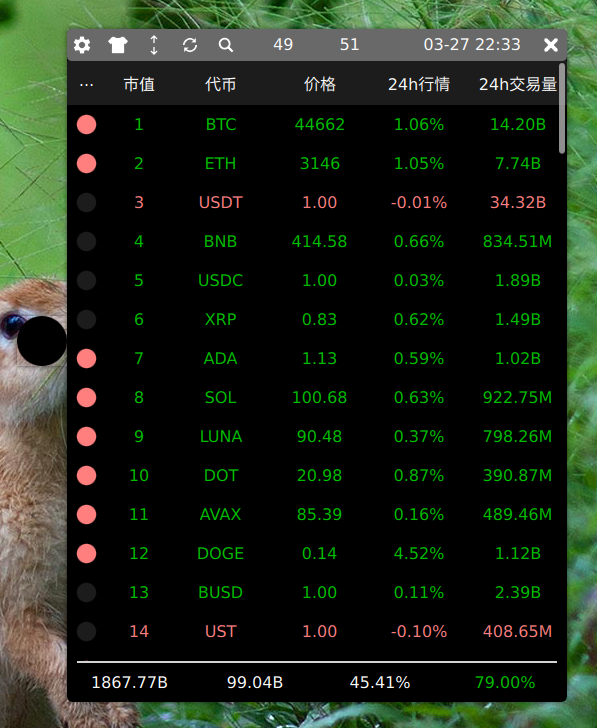 49 51 03-27 22:33
... 市值 代币 价格 24h行情 24h交易量
1 BTC 44662 1.06% 14.20B
2 ETH 3146 1.05% 7.74B
3 USDT 1.00 -0.01% 34.32B
4 BNB 414.58 0.66% 834.51M
5 USDC 1.00 0.03% 1.89B
6 XRP 0.83 0.62% 1.49B
7 ADA 1.13 0.59% 1.02B
8 SOL 100.68 0.63% 922.75M
9 LUNA 90.48 0.37% 798.26M
10 DOT 20.98 0.87% 390.87M
11 AVAX 85.39 0.16% 489.46M
12 DOGE 0.14 4.52% 1.12B
13 BUSD 1.00 0.11% 2.39B
14 UST 1.00 -0.10% 408.65M
1867.77B 99.04B 45.41% 79.00%